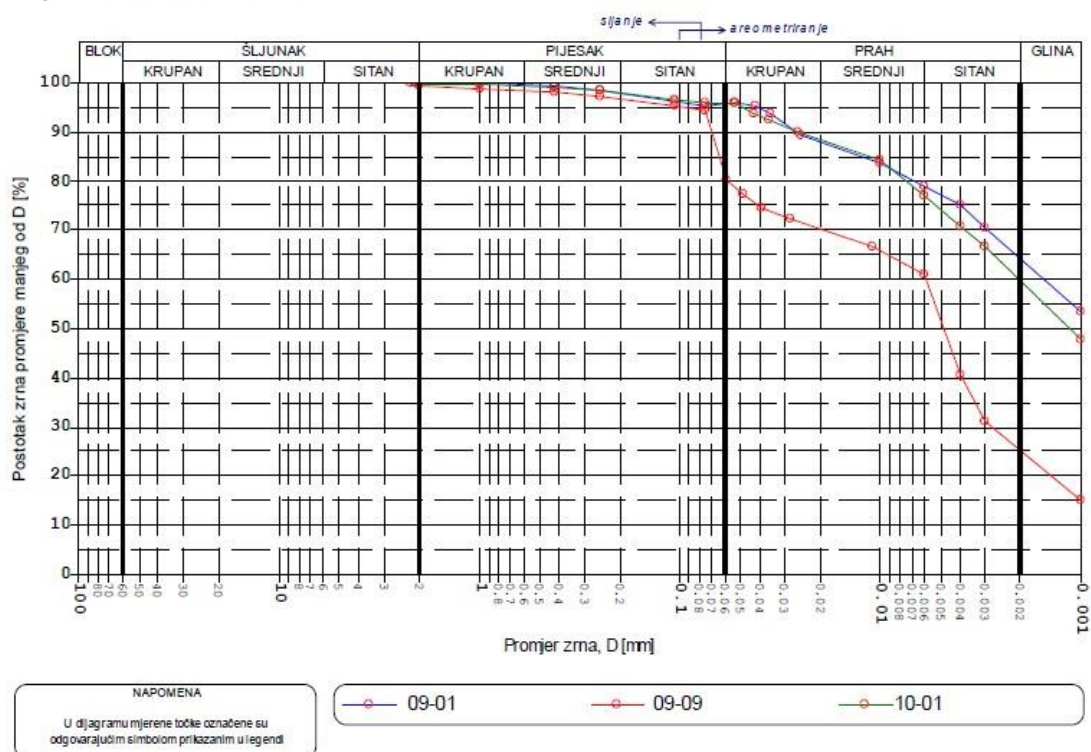 sijanje
areometriranje
BLOK ŠLJUNAK PIJESAK PRAH GLINA
KRUPAN SREDNJI SITAN KRUPAN SREDNJI SITAN KRUPAN SREDNJI SITAN
100
90
80
70
60
50
40
30
20
10
0
Postotak zrna promjere manjeg od D [%]
100 80 70 60 50 40 30 20 10 8 7 6 5 4 3 2 1 0.8 0.7 0.6 0.5 0.4 0.3 0.2 0.1 0.08 0.07 0.06 0.05 0.04 0.03 0.02 0.01 0.008 0.007 0.006 0.005 0.004 0.003 0.002 0.001
Promjer zrna, D [mm]
NAPOMENA
U dijagramu mjerene točke označene su
odgovarajućim simbolom prikazanim u legendi
09-01 09-09 10-01